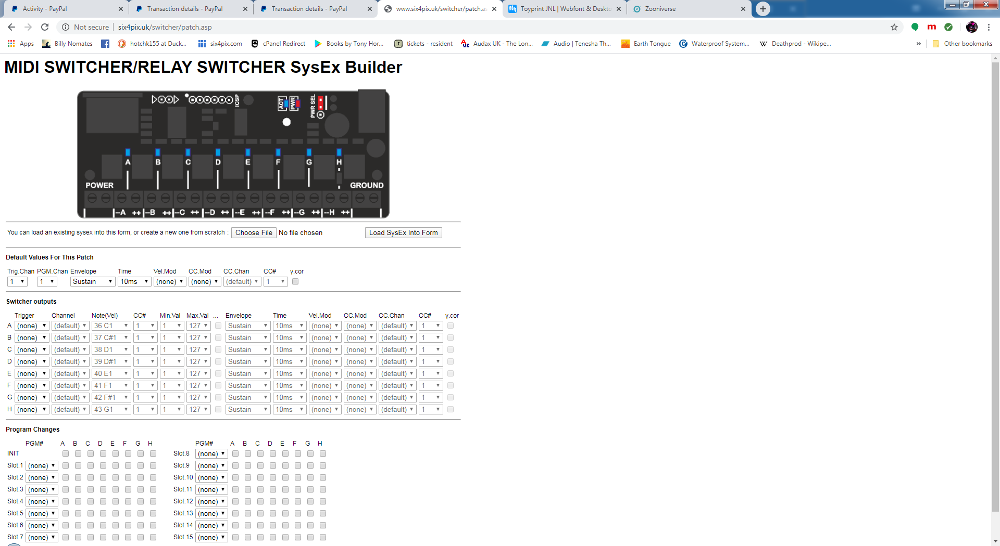 Activity - PayPal
Transaction details - PayPal
Transaction details - PayPal
www.six4pix.uk/switcher/patch.as
Toyprint JNL | Webfont & Deskto
Zooniverse
Not secure | six4pix.uk/switcher/patch.asp
Apps Billy Nomates hotchk155 at Duck... six4pix.com cPanel Redirect Books by Tony Hor... tickets - resident Audax UK - The Lon... Audio | Tenesha Th... Earth Tongue Waterproof System... Deathprod - Wikipe... » Other bookmarks
MIDI SWITCHER/RELAY SWITCHER SysEx Builder
ICSP ACT PWR PWR SEL
A B C D E F G H
POWER GROUND
--A ++ --B ++ --C ++ --D ++ --E ++ --F ++ --G ++ --H ++
You can load an existing sysex into this form, or create a new one from scratch : Choose File No file chosen Load SysEx Into Form
Default Values For This Patch
Trig.Chan PGM.Chan Envelope Time Vel.Mod CC.Mod CC.Chan CC# γ.cor
1 1 Sustain 10ms (none) (none) (default) 1
Switcher outputs
Trigger Channel Note(Vel) CC# Min.Val Max.Val ... Envelope Time Vel.Mod CC.Mod CC.Chan CC# γ.cor
A (none) (default) 36 C1 1 1 127 Sustain 10ms (none) (none) (default) 1
B (none) (default) 37 C#1 1 1 127 Sustain 10ms (none) (none) (default) 1
C (none) (default) 38 D1 1 1 127 Sustain 10ms (none) (none) (default) 1
D (none) (default) 39 D#1 1 1 127 Sustain 10ms (none) (none) (default) 1
E (none) (default) 40 E1 1 1 127 Sustain 10ms (none) (none) (default) 1
F (none) (default) 41 F1 1 1 127 Sustain 10ms (none) (none) (default) 1
G (none) (default) 42 F#1 1 1 127 Sustain 10ms (none) (none) (default) 1
H (none) (default) 43 G1 1 1 127 Sustain 10ms (none) (none) (default) 1
Program Changes
PGM# A B C D E F G H PGM# A B C D E F G H
INIT Slot.8 (none)
Slot.1 (none) Slot.9 (none)
Slot.2 (none) Slot.10 (none)
Slot.3 (none) Slot.11 (none)
Slot.4 (none) Slot.12 (none)
Slot.5 (none) Slot.13 (none)
Slot.6 (none) Slot.14 (none)
Slot.7 (none) Slot.15 (none)